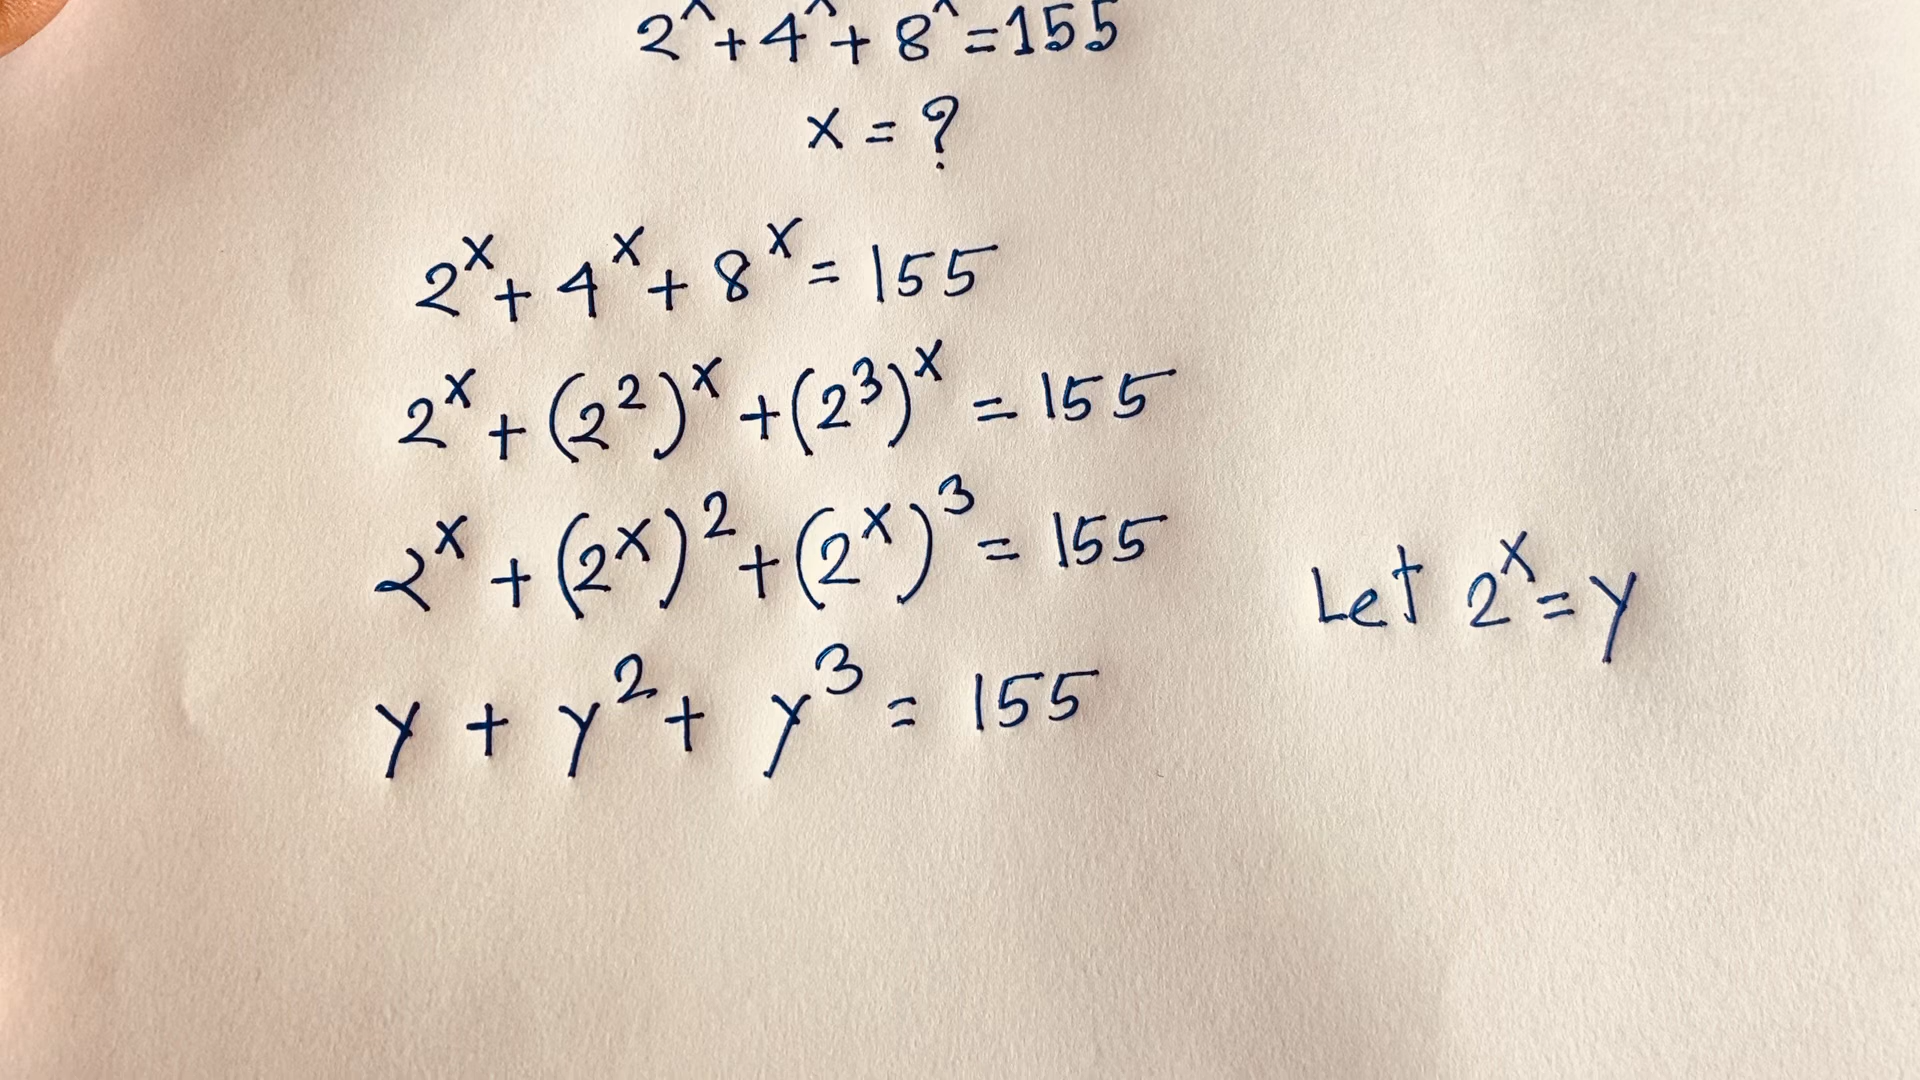 2^x + 4^x + 8^x = 155
x = ?
2^x + 4^x + 8^x = 155
2^x + (2^2)^x + (2^3)^x = 155
2^x + (2^x)^2 + (2^x)^3 = 155
Let 2^x = y
y + y^2 + y^3 = 155